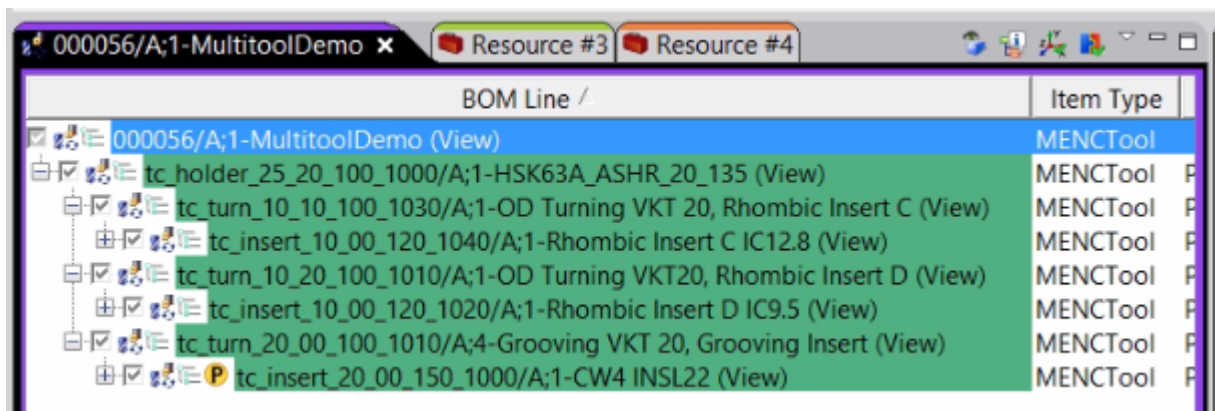 000056/A;1-MultitoolDemo Resource #3 Resource #4
BOM Line Item Type
000056/A;1-MultitoolDemo (View) MENCTool
tc_holder_25_20_100_1000/A;1-HSK63A_ASHR_20_135 (View) MENCTool P
tc_turn_10_10_100_1030/A;1-OD Turning VKT 20, Rhombic Insert C (View) MENCTool P
tc_insert_10_00_120_1040/A;1-Rhombic Insert C IC12.8 (View) MENCTool P
tc_turn_10_20_100_1010/A;1-OD Turning VKT20, Rhombic Insert D (View) MENCTool P
tc_insert_10_00_120_1020/A;1-Rhombic Insert D IC9.5 (View) MENCTool P
tc_turn_20_00_100_1010/A;4-Grooving VKT 20, Grooving Insert (View) MENCTool P
P tc_insert_20_00_150_1000/A;1-CW4 INSL22 (View) MENCTool P